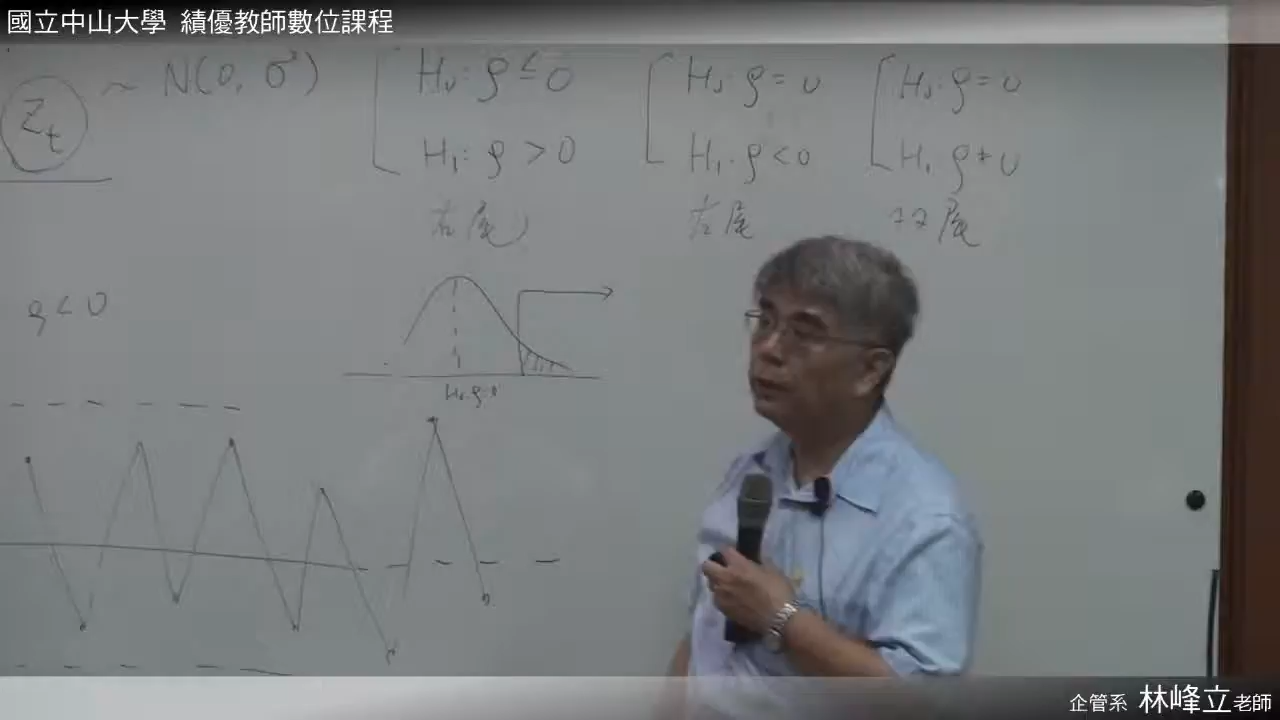 國立中山大學 績優教師數位課程
Z_t ~ N(0, σ²)
H₀: ρ ≤ 0
H₁: ρ > 0
右尾
H₀: ρ = 0
H₁: ρ < 0
左尾
H₀: ρ = 0
H₁: ρ ≠ 0
双尾
ρ < 0
H₀: ρ=0
企管系 林峰立老師